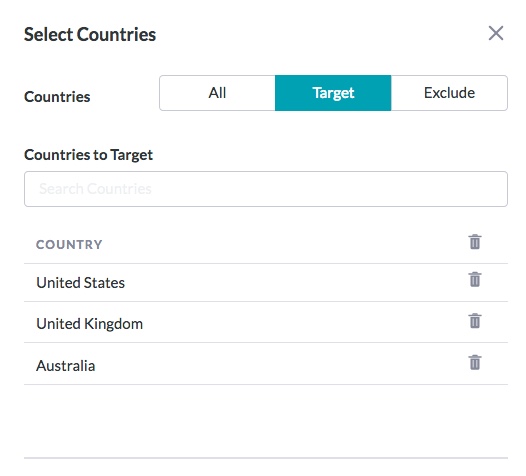 Select Countries
Countries All Target Exclude
Countries to Target
Search Countries
COUNTRY
United States
United Kingdom
Australia